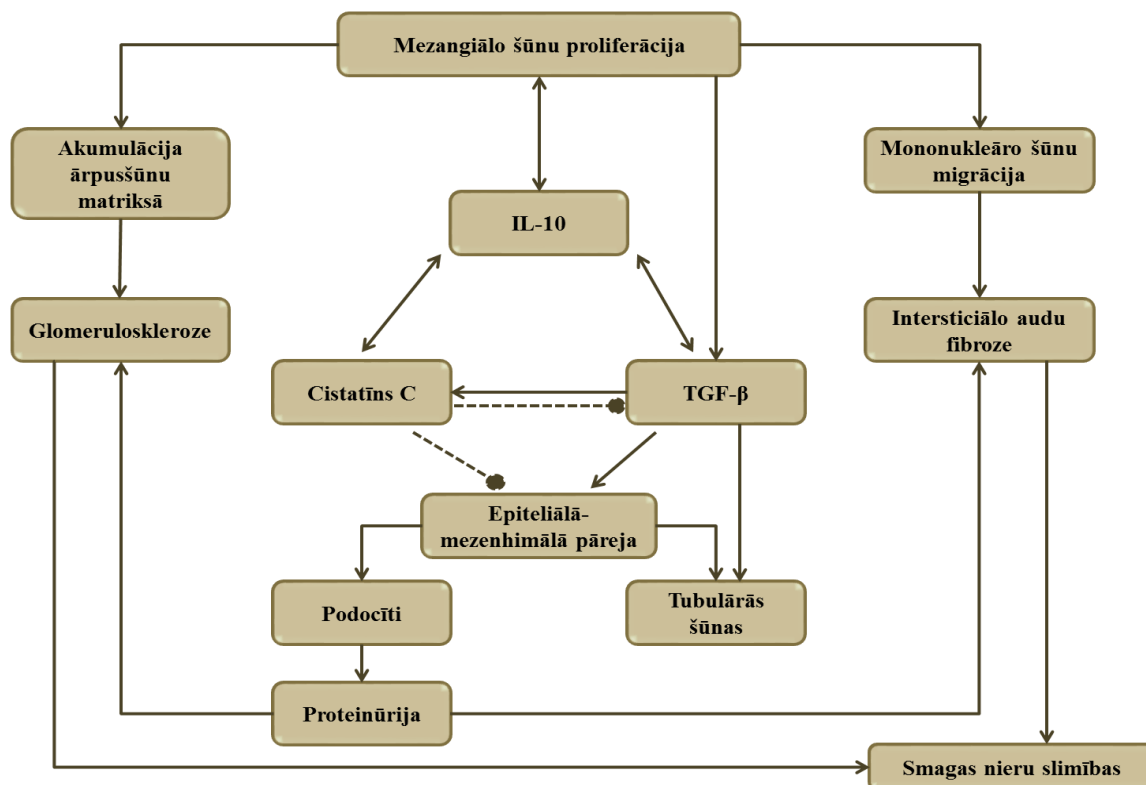 Mezangiālo šūnu proliferācija
Akumulācija
ārpusšūnu
matriksā
Mononukleāro šūnu
migrācija
IL-10
Glomeruloskleroze
Intersticiālo audu
fibroze
Cistatīns C
TGF-β
Epiteliālā-
mezenhimālā pāreja
Podocīti
Tubulārās
šūnas
Proteinūrija
Smagas nieru slimības